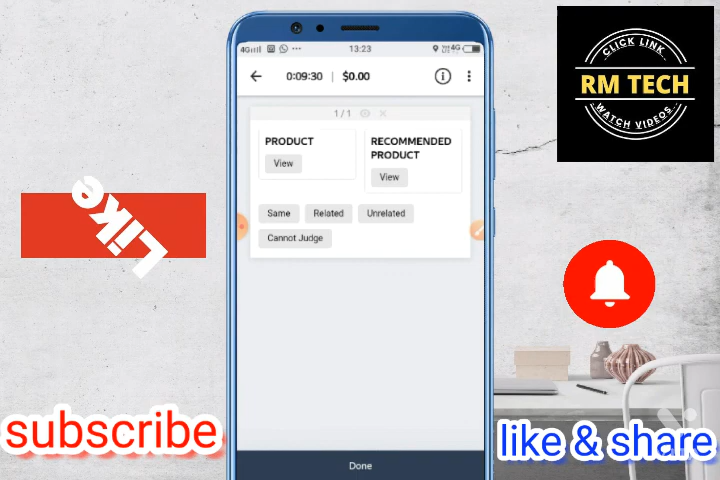 4G
13:23
4G
0:09:30 | $0.00
1 / 1
PRODUCT
View
RECOMMENDED
PRODUCT
View
Same
Related
Unrelated
Cannot Judge
Done
CLICK LINK
RM TECH
WATCH VIDEOS
Like
subscribe
like & share